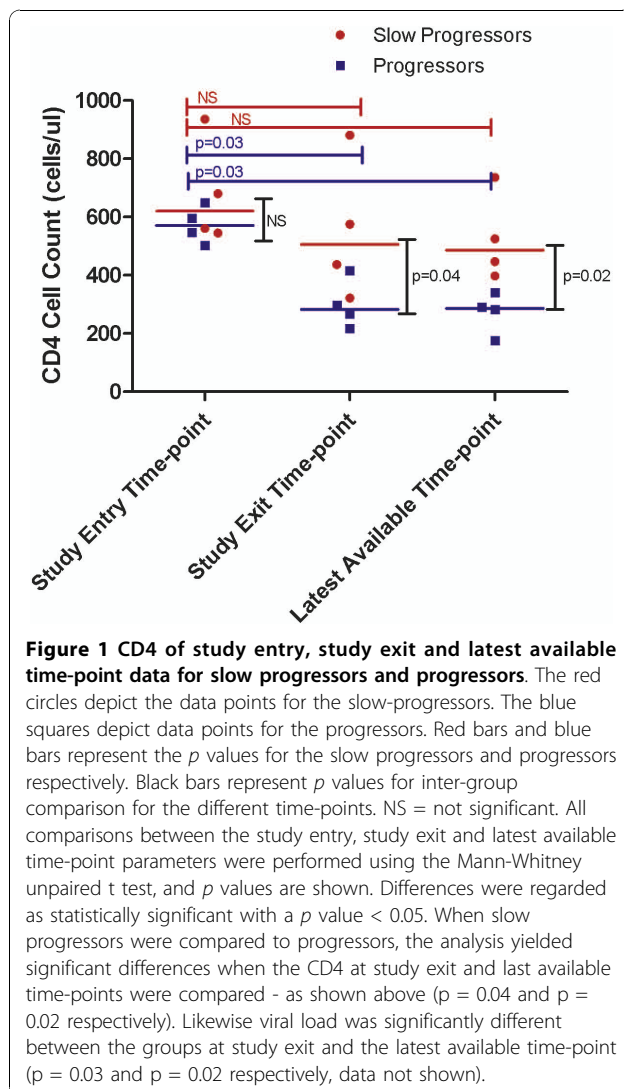 Slow Progressors
Progressors
CD4 Cell Count (cells/ul)
1000
800
600
400
200
0
NS
NS
p=0.03
p=0.03
NS
p=0.04
p=0.02
Study Entry Time-point
Study Exit Time-point
Latest Available Time-point
Figure 1 CD4 of study entry, study exit and latest available
time-point data for slow progressors and progressors. The red
circles depict the data points for the slow-progressors. The blue
squares depict data points for the progressors. Red bars and blue
bars represent the p values for the slow progressors and progressors
respectively. Black bars represent p values for inter-group
comparison for the different time-points. NS = not significant. All
comparisons between the study entry, study exit and latest available
time-point parameters were performed using the Mann-Whitney
unpaired t test, and p values are shown. Differences were regarded
as statistically significant with a p value < 0.05. When slow
progressors were compared to progressors, the analysis yielded
significant differences when the CD4 at study exit and last available
time-points were compared - as shown above (p = 0.04 and p =
0.02 respectively). Likewise viral load was significantly different
between the groups at study exit and the latest available time-point
(p = 0.03 and p = 0.02 respectively, data not shown).